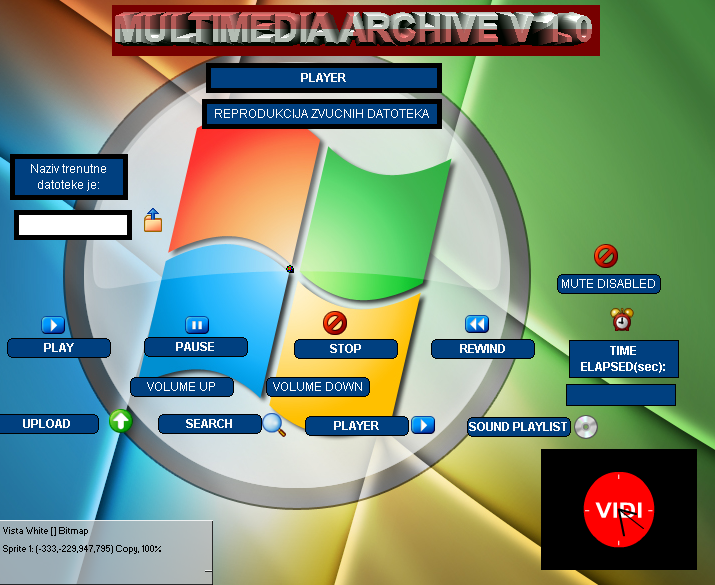 MULTIMEDIA ARCHIVE V 1.0
PLAYER
REPRODUKCIJA ZVUCNIH DATOTEKA
Naziv trenutne
datoteke je:
MUTE DISABLED
PLAY
PAUSE
STOP
REWIND
TIME
ELAPSED(sec):
VOLUME UP
VOLUME DOWN
UPLOAD
SEARCH
PLAYER
SOUND PLAYLIST
VIDI
Vista White [] Bitmap
Sprite 1: (-333,-229,947,795) Copy, 100%